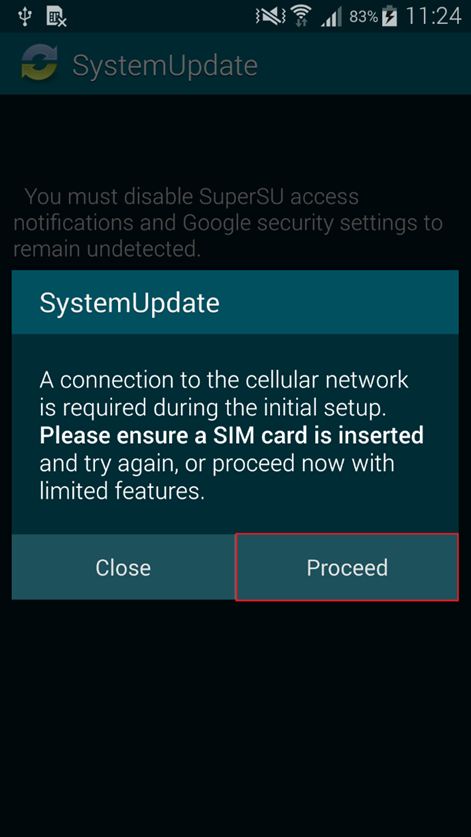 83% 11:24
SystemUpdate
You must disable SuperSU access
notifications and Google security settings to
remain undetected.
SystemUpdate
A connection to the cellular network
is required during the initial setup.
Please ensure a SIM card is inserted
and try again, or proceed now with
limited features.
Close Proceed